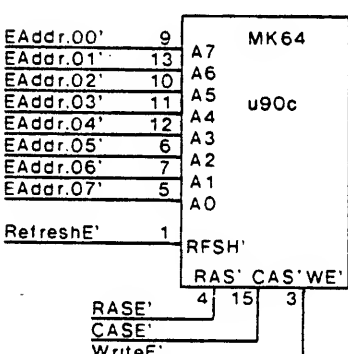 EAddr.00' 9 MK64
EAddr.01' 13 A7
EAddr.02' 10 A6
EAddr.03' 11 A5 u90c
EAddr.04' 12 A4
EAddr.05' 6 A3
EAddr.06' 7 A2
EAddr.07' 5 A1
A0
RefreshE' 1
RFSH'
RAS' CAS' WE'
4 15 3
RASE'
CASE'
WriteE'